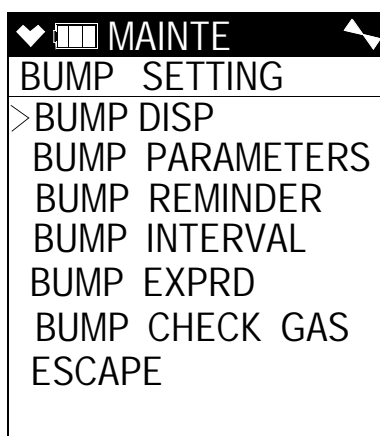 MAINTE
BUMP SETTING
>BUMP DISP
BUMP PARAMETERS
BUMP REMINDER
BUMP INTERVAL
BUMP EXPRD
BUMP CHECK GAS
ESCAPE